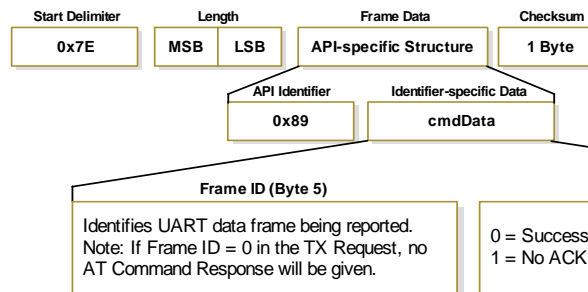 Start Delimiter Length Frame Data Checksum
0x7E MSB LSB API-specific Structure 1 Byte
API Identifier Identifier-specific Data
0x89 cmdData
Frame ID (Byte 5)
Identifies UART data frame being reported.
Note: If Frame ID = 0 in the TX Request, no
AT Command Response will be given.
0 = Success
1 = No ACK